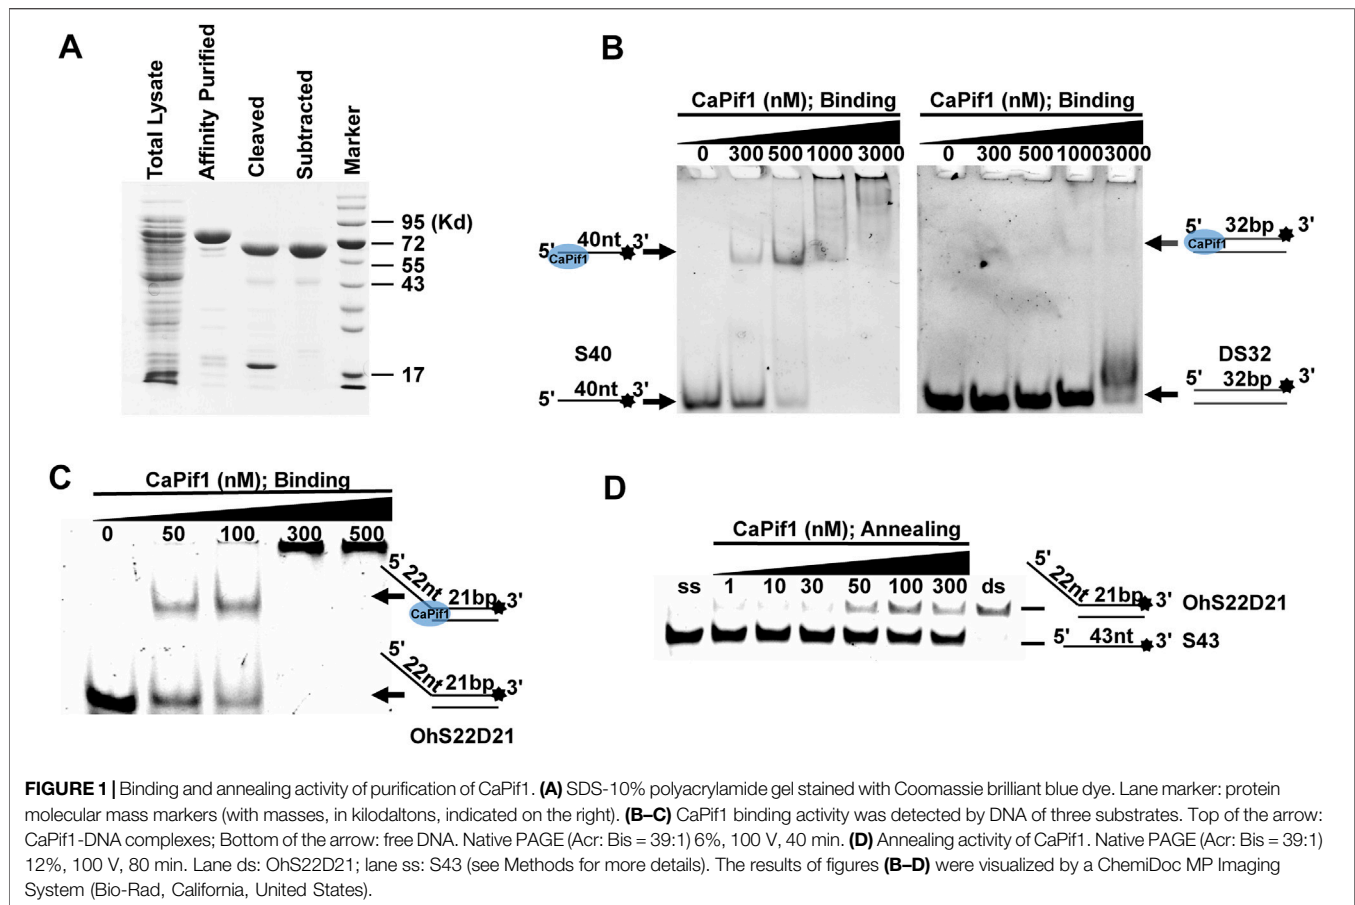 A
Total Lysate
Affinity Purified
Cleaved
Subtracted
Marker
95 (Kd)
72
55
43
17
B
CaPif1 (nM); Binding
0 300 500 1000 3000
5' 40nt 3'
CaPif1
S40
5' 40nt 3'
CaPif1 (nM); Binding
0 300 500 1000 3000
5' 32bp 3'
CaPif1
DS32
5' 32bp 3'
C
CaPif1 (nM); Binding
0 50 100 300 500
5' 22nt 21bp 3'
CaPif1
5' 22nt 21bp 3'
OhS22D21
D
CaPif1 (nM); Annealing
ss 1 10 30 50 100 300 ds
5' 22nt 21bp 3' OhS22D21
5' 43nt 3' S43
FIGURE 1 | Binding and annealing activity of purification of CaPif1. (A) SDS-10% polyacrylamide gel stained with Coomassie brilliant blue dye. Lane marker: protein
molecular mass markers (with masses, in kilodaltons, indicated on the right). (B–C) CaPif1 binding activity was detected by DNA of three substrates. Top of the arrow:
CaPif1-DNA complexes; Bottom of the arrow: free DNA. Native PAGE (Acr: Bis = 39:1) 6%, 100 V, 40 min. (D) Annealing activity of CaPif1. Native PAGE (Acr: Bis = 39:1)
12%, 100 V, 80 min. Lane ds: OhS22D21; lane ss: S43 (see Methods for more details). The results of figures (B–D) were visualized by a ChemiDoc MP Imaging
System (Bio-Rad, California, United States).